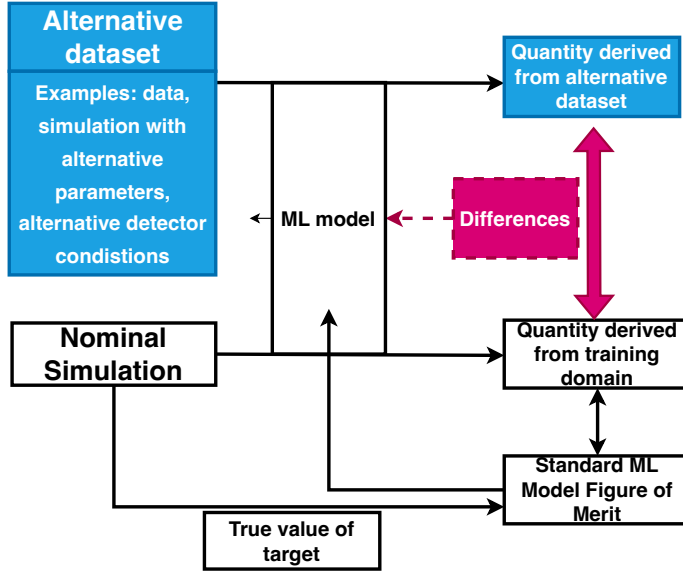 Alternative
dataset
Examples: data,
simulation with
alternative
parameters,
alternative detector
condistions
Quantity derived
from alternative
dataset
ML model
Differences
Nominal
Simulation
Quantity derived
from training
domain
Standard ML
Model Figure of
Merit
True value of
target